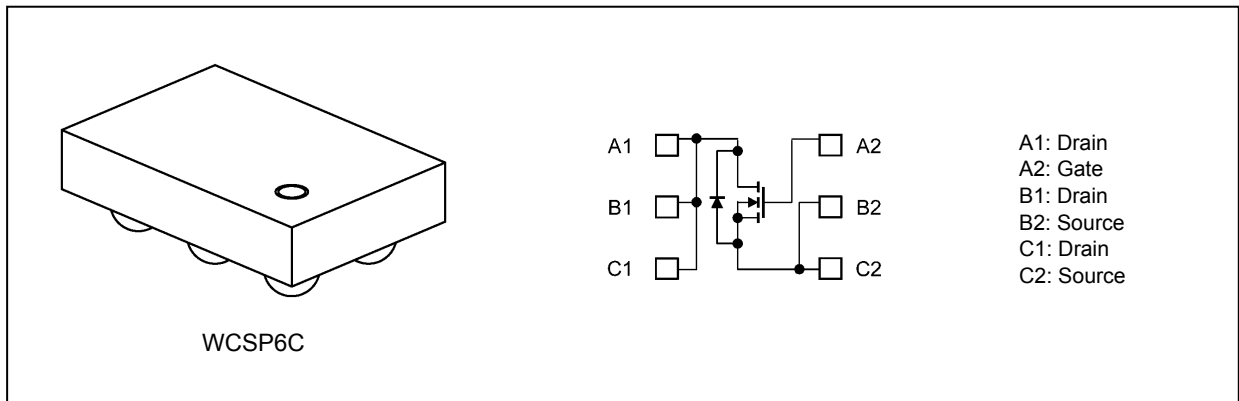 A1
A2
B1
B2
C1
C2
A1: Drain
A2: Gate
B1: Drain
B2: Source
C1: Drain
C2: Source
WCSP6C